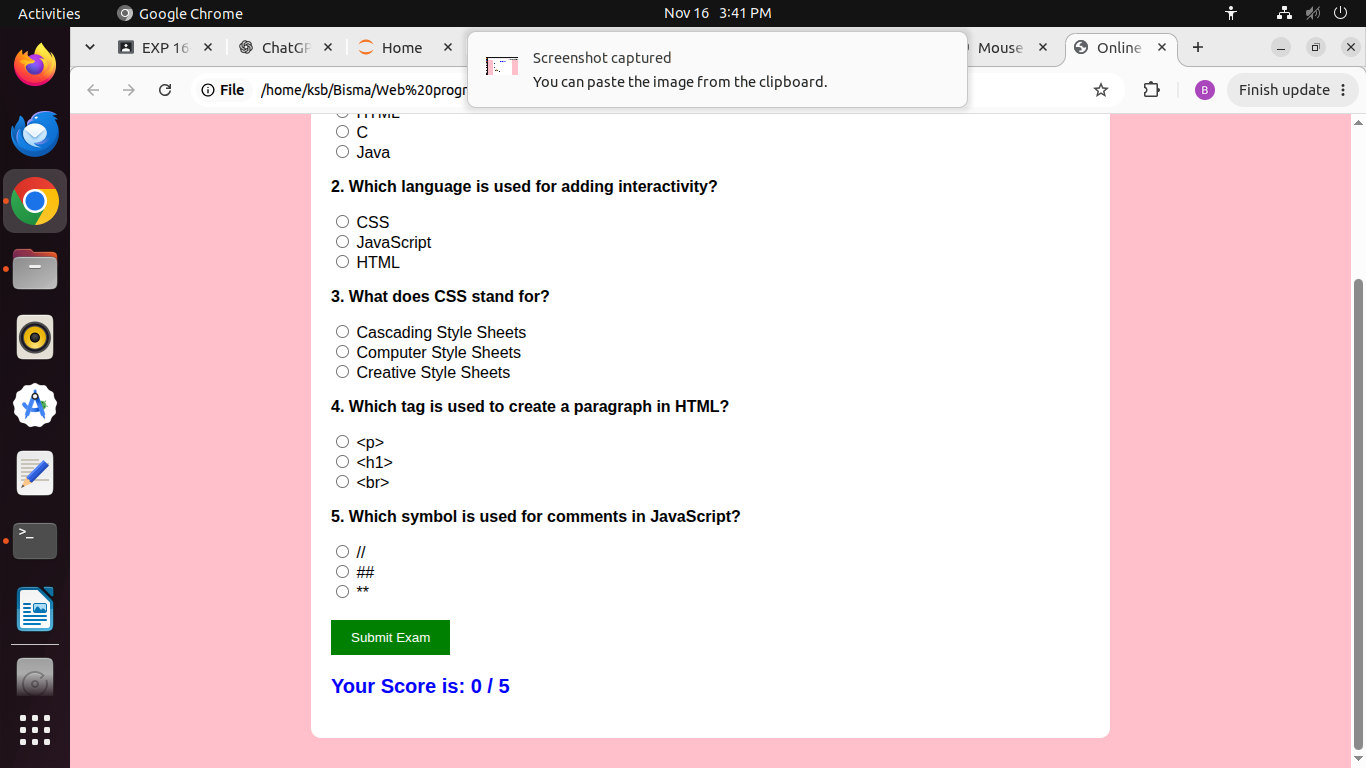 Activities
Google Chrome
Nov 16 3:41 PM
EXP 16
ChatGP
Home
Mouse
Online
Screenshot captured
You can paste the image from the clipboard.
File
/home/ksb/Bisma/Web%20progr
B
Finish update
HTML
C
Java
2. Which language is used for adding interactivity?
CSS
JavaScript
HTML
3. What does CSS stand for?
Cascading Style Sheets
Computer Style Sheets
Creative Style Sheets
4. Which tag is used to create a paragraph in HTML?
<p>
<h1>
<br>
5. Which symbol is used for comments in JavaScript?
//
##
**
Submit Exam
Your Score is: 0 / 5